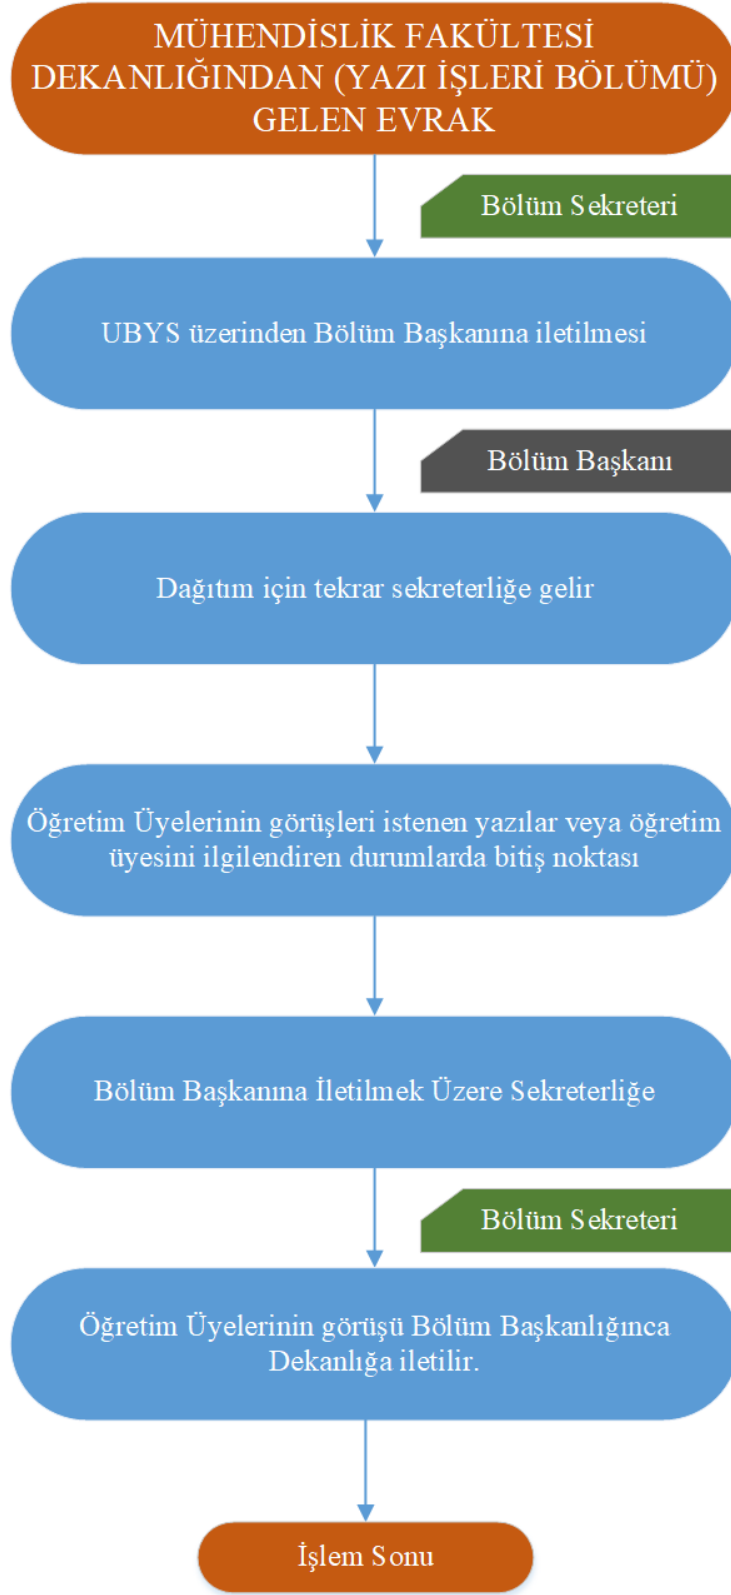 MÜHENDİSLİK FAKÜLTESİ
DEKANLIĞINDAN (YAZI İŞLERİ BÖLÜMÜ)
GELEN EVRAK
Bölüm Sekreteri
UBYS üzerinden Bölüm Başkanına iletilmesi
Bölüm Başkanı
Dağıtım için tekrar sekreterliğe gelir
Öğretim Üyelerinin görüşleri istenen yazılar veya öğretim
üyesini ilgilendiren durumlarda bitiş noktası
Bölüm Başkanına İletilmek Üzere Sekreterliğe
Bölüm Sekreteri
Öğretim Üyelerinin görüşü Bölüm Başkanlığınca
Dekanlığa iletilir.
İşlem Sonu